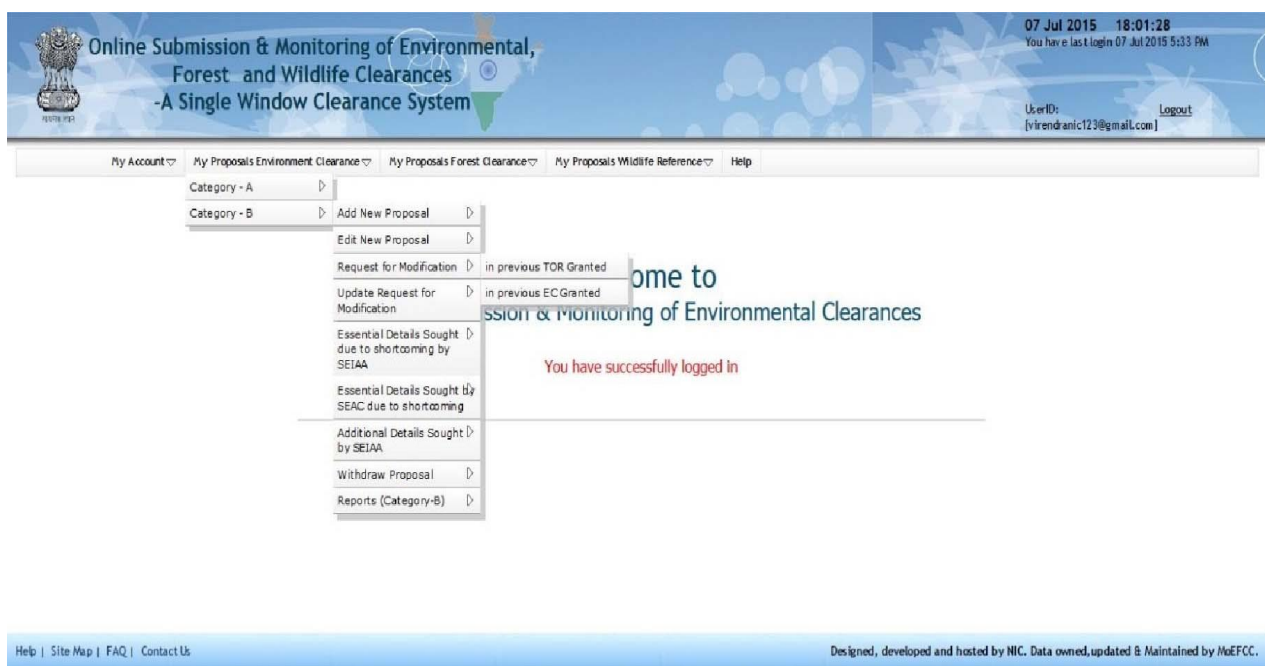 Online Submission & Monitoring of Environmental,
Forest and Wildlife Clearances
-A Single Window Clearance System
07 Jul 2015 18:01:28
You have last login 07 Jul 2015 5:33 PM
UserID: Logout
[virendranic123@gmail.com]
My Account My Proposals Environment Clearance My Proposals Forest Clearance My Proposals Wildlife Reference Help
Category - A
Category - B
Add New Proposal
Edit New Proposal
Request for Modification
Update Request for
Modification
Essential Details Sought
due to shortcoming by
SEIAA
Essential Details Sought by
SEAC due to shortcoming
Additional Details Sought
by SEIAA
Withdraw Proposal
Reports (Category-B)
in previous TOR Granted
in previous EC Granted
ome to
ssion & Monitoring of Environmental Clearances
You have successfully logged in
Help | Site Map | FAQ | Contact Us
Designed, developed and hosted by NIC. Data owned,updated & Maintained by MoEFCC.